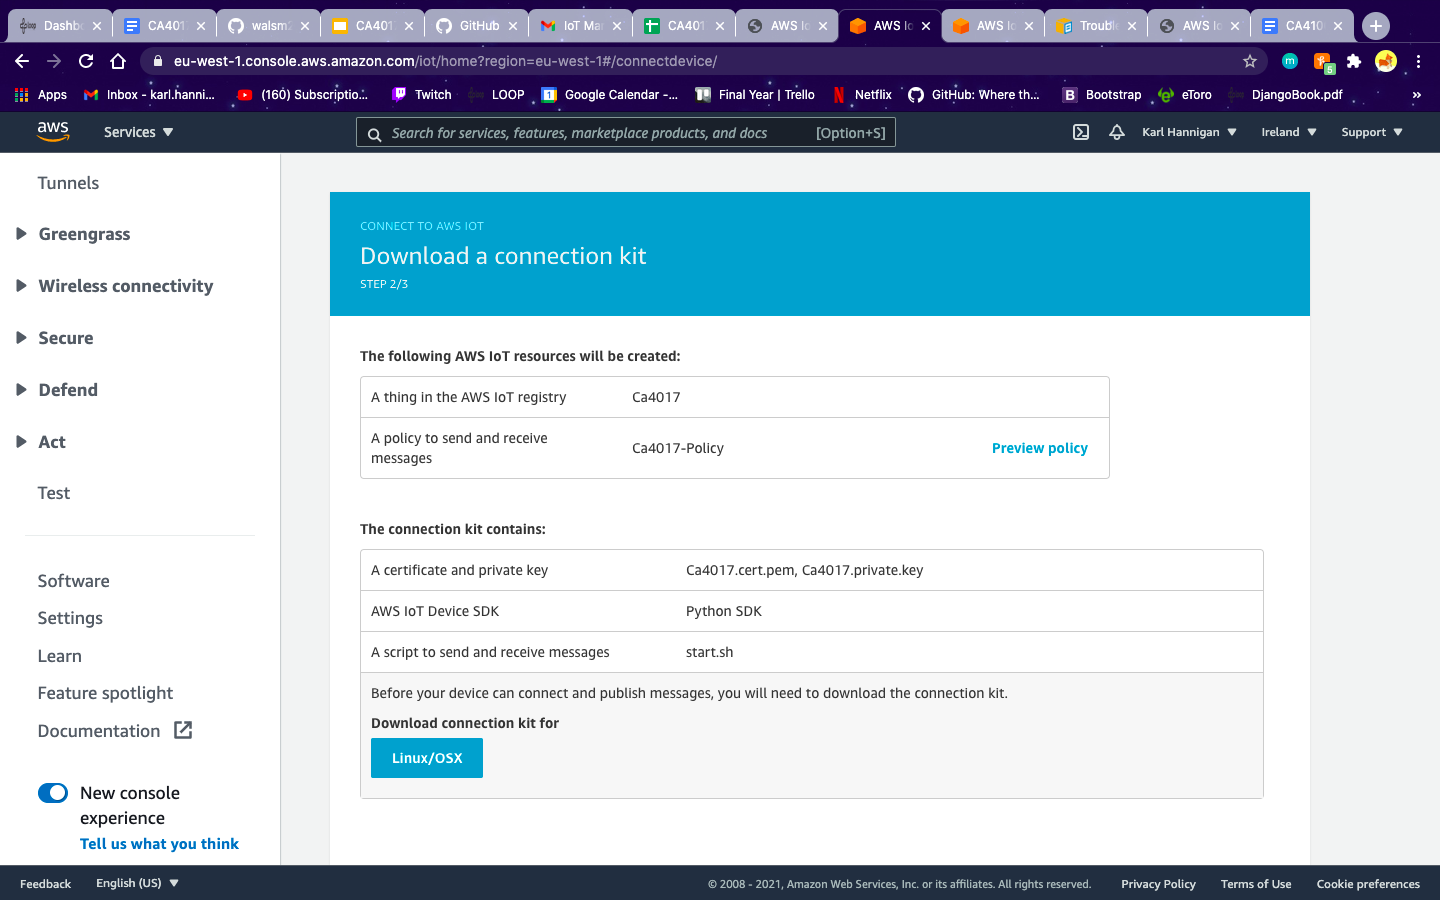 Dashbo
CA401
walsm2
CA401
GitHub
IoT Ma
CA401
AWS Io
AWS Io
AWS Io
Trouble
AWS Io
CA410
eu-west-1.console.aws.amazon.com/iot/home?region=eu-west-1#/connectdevice/
Apps
Inbox - karl.hanni...
(160) Subscriptio...
Twitch
LOOP
Google Calendar -...
Final Year | Trello
Netflix
GitHub: Where th...
Bootstrap
eToro
DjangoBook.pdf
»
aws
Services
Search for services, features, marketplace products, and docs
[Option+S]
Karl Hannigan
Ireland
Support
Tunnels
Greengrass
Wireless connectivity
Secure
Defend
Act
Test
Software
Settings
Learn
Feature spotlight
Documentation
New console
experience
Tell us what you think
CONNECT TO AWS IOT
Download a connection kit
STEP 2/3
The following AWS IoT resources will be created:
A thing in the AWS IoT registry
Ca4017
A policy to send and receive
messages
Ca4017-Policy
Preview policy
The connection kit contains:
A certificate and private key
Ca4017.cert.pem, Ca4017.private.key
AWS IoT Device SDK
Python SDK
A script to send and receive messages
start.sh
Before your device can connect and publish messages, you will need to download the connection kit.
Download connection kit for
Linux/OSX
Feedback
English (US)
© 2008 - 2021, Amazon Web Services, Inc. or its affiliates. All rights reserved.
Privacy Policy
Terms of Use
Cookie preferences